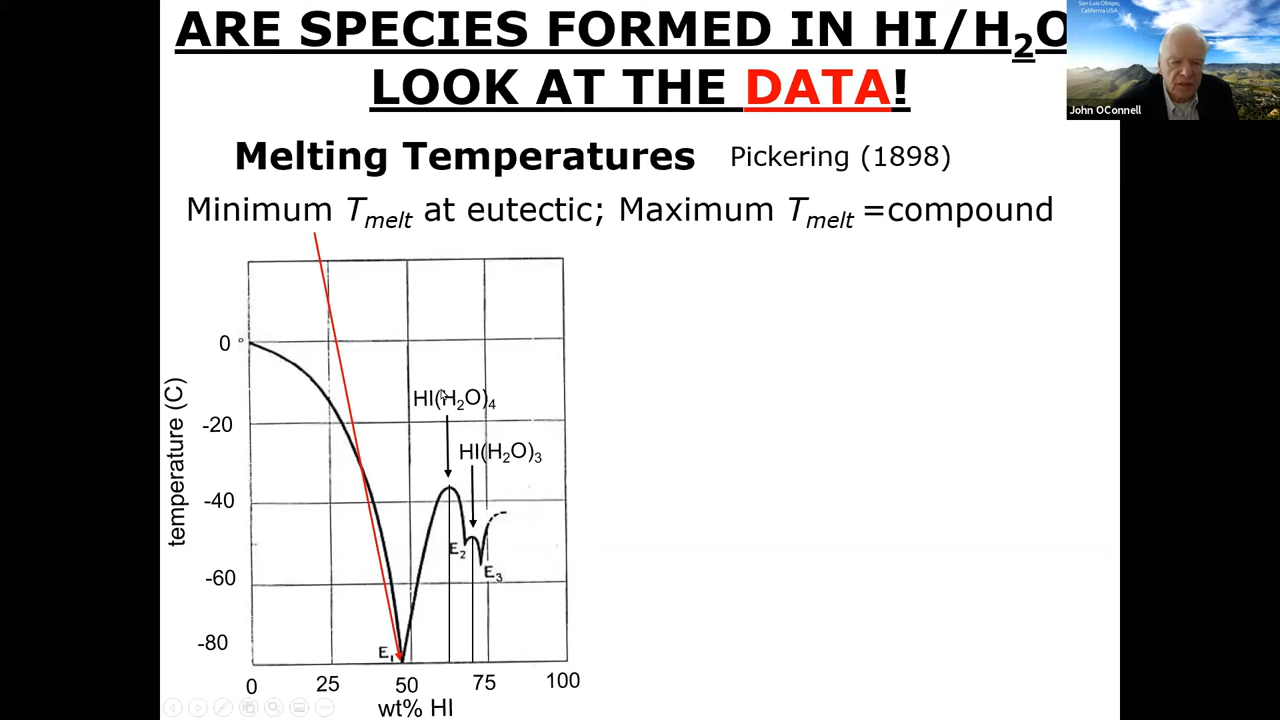 ARE SPECIES FORMED IN HI/H₂O
LOOK AT THE DATA!
San Luis Obispo,
California USA
John OConnell
Melting Temperatures Pickering (1898)
Minimum Tmelt at eutectic; Maximum Tmelt =compound
temperature (C)
0 °
-20
-40
-60
-80
HI(H₂O)₄
HI(H₂O)₃
E₂
E₃
E₁
0 25 50 75 100
wt% HI